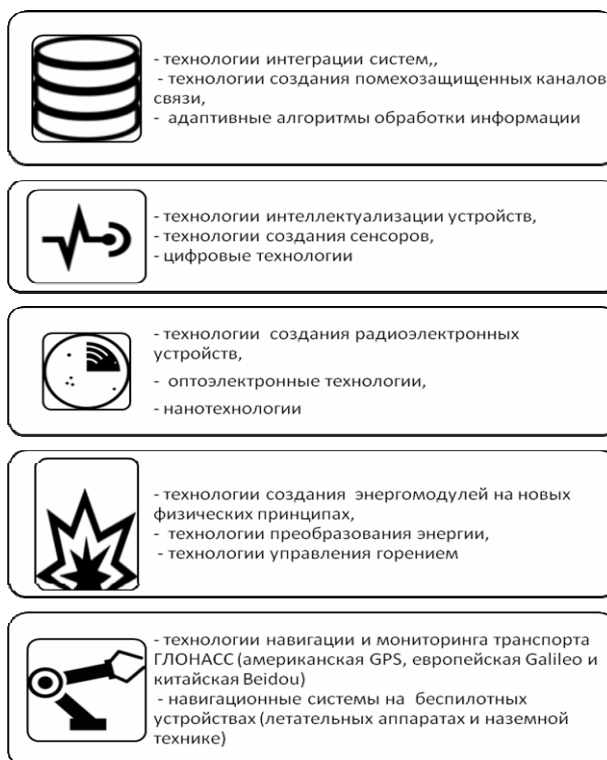 - технологии интеграции систем,,
- технологии создания помехозащищенных каналов
связи,
- адаптивные алгоритмы обработки информации
- технологии интеллектуализации устройств,
- технологии создания сенсоров,
- цифровые технологии
- технологии создания радиоэлектронных
устройств,
- оптоэлектронные технологии,
- нанотехнологии
- технологии создания энергомодулей на новых
физических принципах,
- технологии преобразования энергии,
- технологии управления горением
- технологии навигации и мониторинга транспорта
ГЛОНАСС (американская GPS, европейская Galileo и
китайская Beidou)
- навигационные системы на беспилотных
устройствах (летательных аппаратах и наземной
технике)